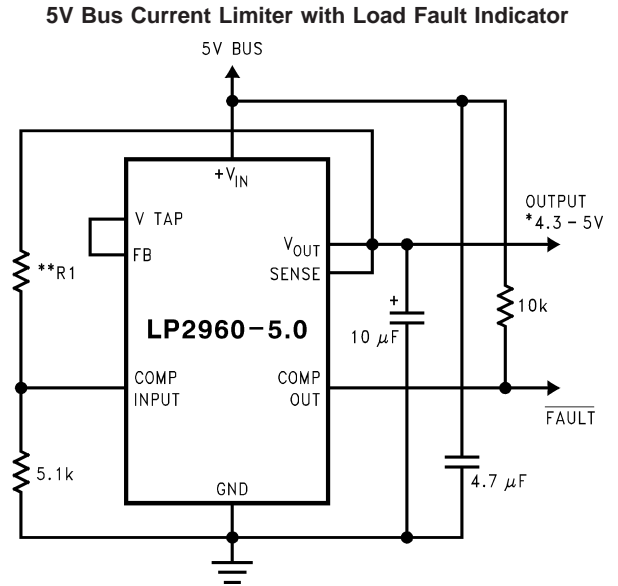 5V Bus Current Limiter with Load Fault Indicator
5V BUS
+VIN
V TAP
FB
VOUT
SENSE
OUTPUT
*4.3 – 5V
**R1
LP2960–5.0
+
10 μF
10k
COMP
INPUT
COMP
OUT
FAULT
5.1k
GND
4.7 μF